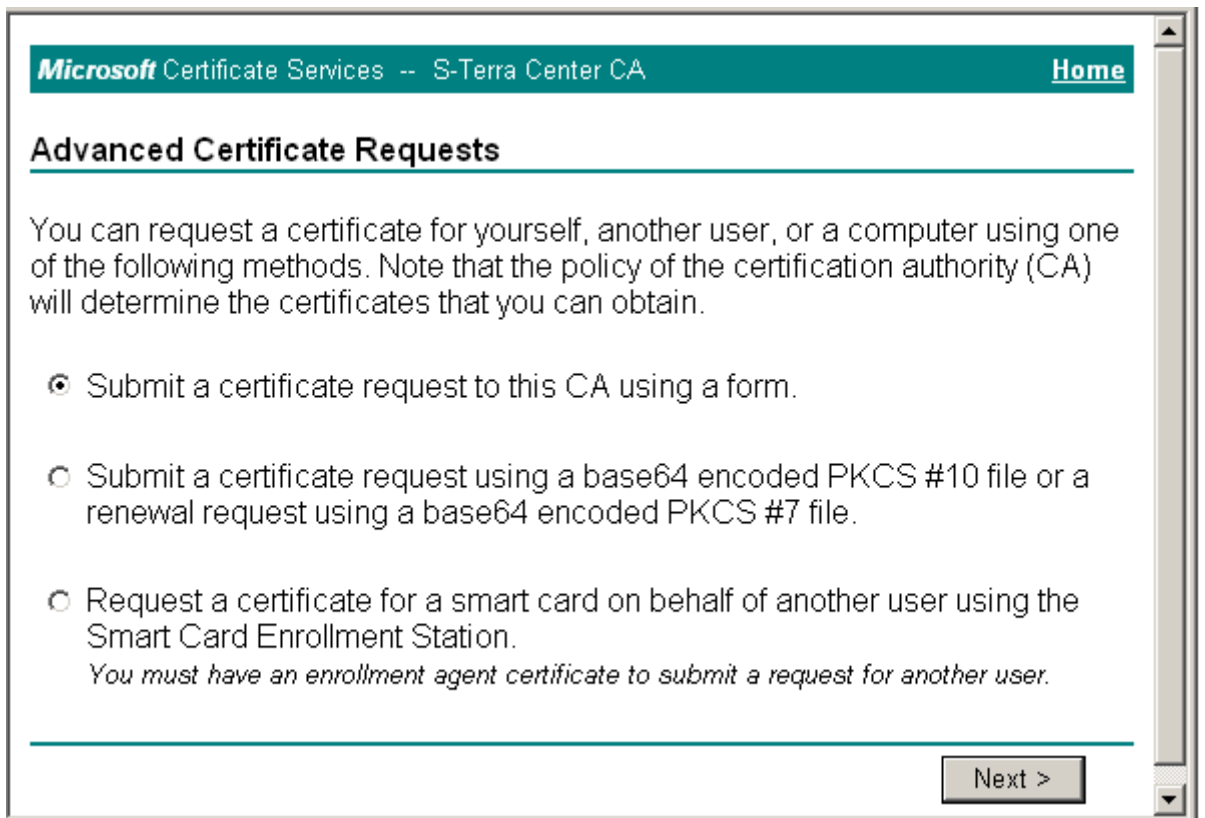 Microsoft Certificate Services -- S-Terra Center CA Home
Advanced Certificate Requests
You can request a certificate for yourself, another user, or a computer using one
of the following methods. Note that the policy of the certification authority (CA)
will determine the certificates that you can obtain.
Submit a certificate request to this CA using a form.
Submit a certificate request using a base64 encoded PKCS #10 file or a
renewal request using a base64 encoded PKCS #7 file.
Request a certificate for a smart card on behalf of another user using the
Smart Card Enrollment Station.
You must have an enrollment agent certificate to submit a request for another user.
Next >